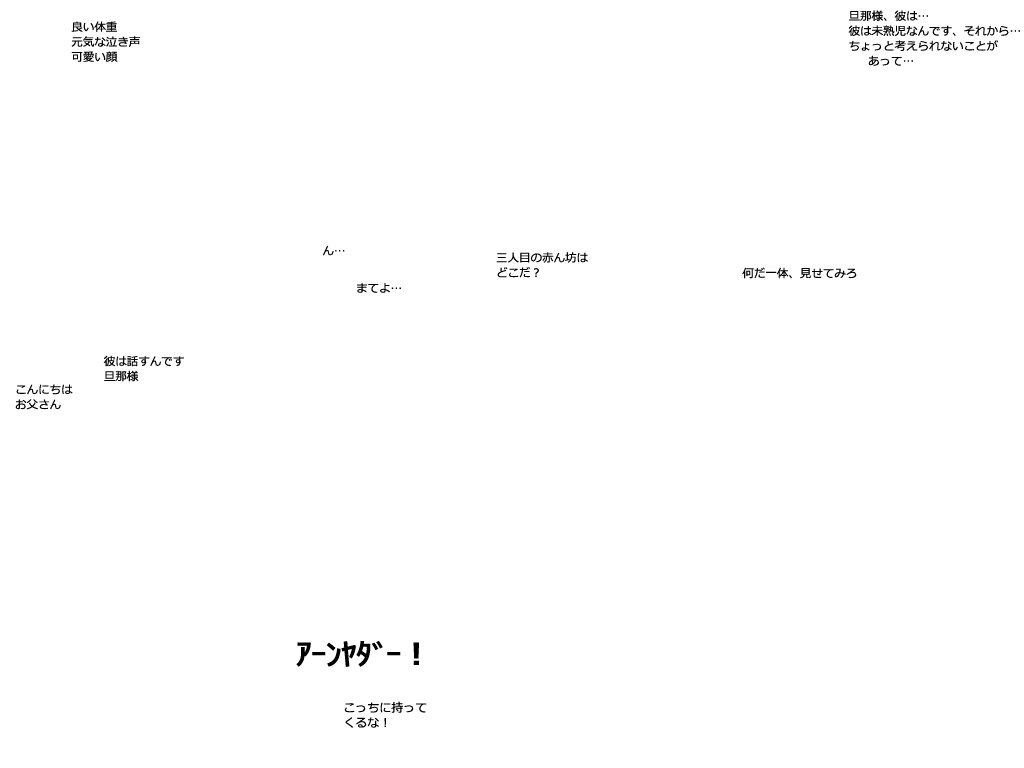 良い体重
元気な泣き声
可愛い顔
ん…
まてよ…
三人目の赤ん坊は
どこだ？
旦那様、彼は…
彼は未熟児なんです、それから…
ちょっと考えられないことが
あって…
何だ一体、見せてみろ
彼は話すんです
旦那様
こんにちは
お父さん
ｱｰﾝﾔﾀﾞｰ！
こっちに持って
くるな！